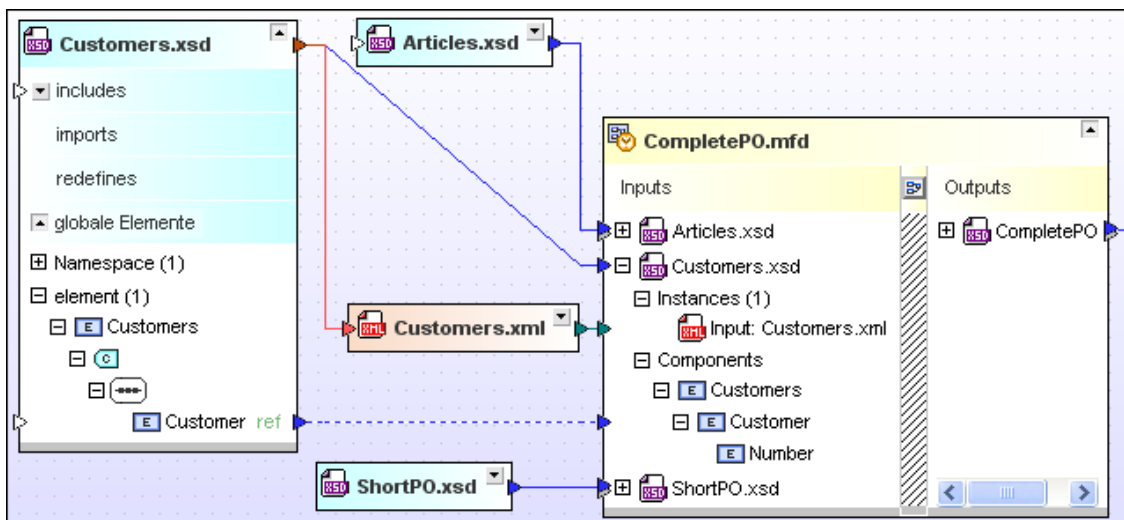 Customers.xsd
includes
imports
redefines
globale Elemente
Namespace (1)
element (1)
E Customers
C
E Customer ref
Articles.xsd
Customers.xml
ShortPO.xsd
CompletePO.mfd
Inputs
Articles.xsd
Customers.xsd
Instances (1)
Input: Customers.xml
Components
E Customers
E Customer
E Number
ShortPO.xsd
Outputs
CompletePO